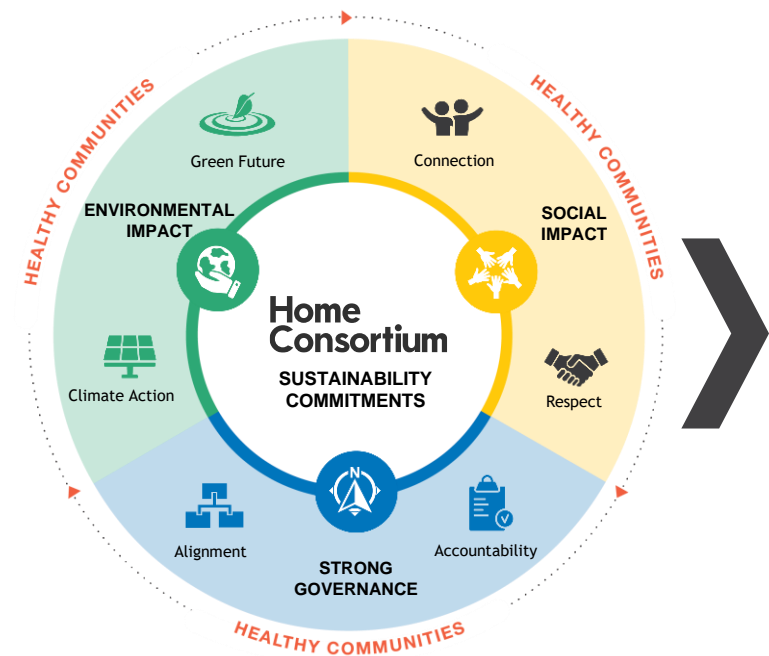 HEALTHY COMMUNITIES
HEALTHY COMMUNITIES
Green Future
Connection
ENVIRONMENTAL
IMPACT
SOCIAL
IMPACT
Home
Consortium
SUSTAINABILITY
COMMITMENTS
Climate Action
Respect
N
Alignment
Accountability
STRONG
GOVERNANCE
HEALTHY COMMUNITIES